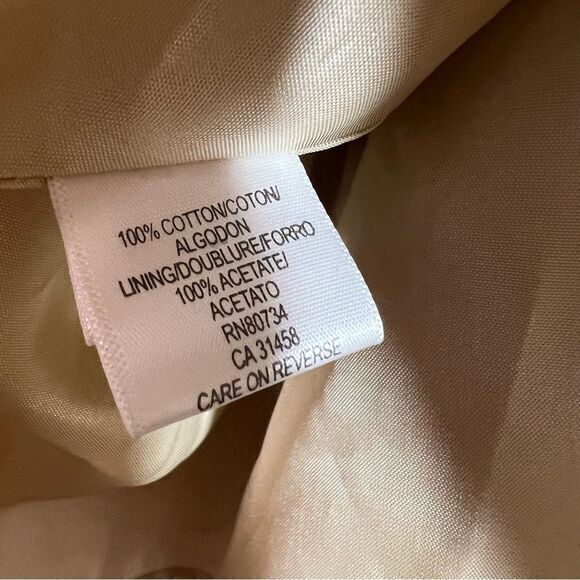 100% COTTON/COTON/
ALGODON
LINING/DOUBLURE/FORRO
100% ACETATE/
ACETATO
RN80734
CA 31458
CARE ON REVERSE